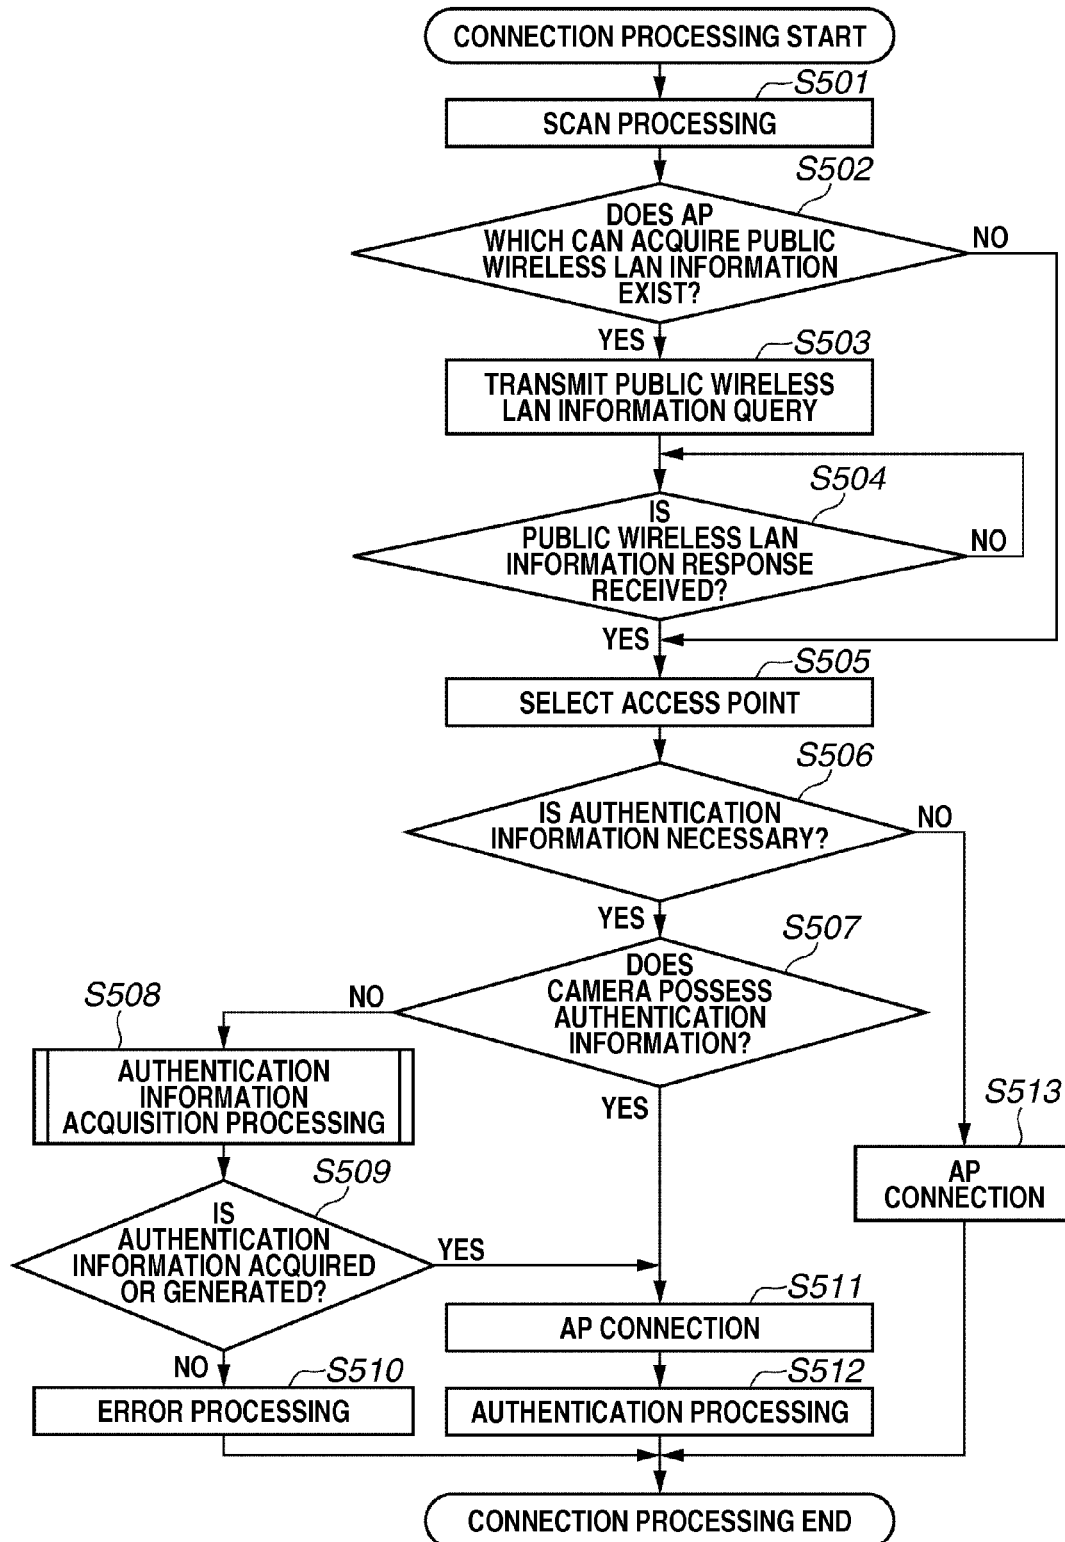 CONNECTION PROCESSING START
S501
SCAN PROCESSING
S502
DOES AP
WHICH CAN ACQUIRE PUBLIC
WIRELESS LAN INFORMATION
EXIST?
NO
YES
S503
TRANSMIT PUBLIC WIRELESS
LAN INFORMATION QUERY
S504
IS
PUBLIC WIRELESS LAN
INFORMATION RESPONSE
RECEIVED?
NO
YES
S505
SELECT ACCESS POINT
S506
IS AUTHENTICATION
INFORMATION NECESSARY?
NO
YES
S507
DOES
CAMERA POSSESS
AUTHENTICATION
INFORMATION?
NO
YES
S508
AUTHENTICATION
INFORMATION
ACQUISITION PROCESSING
S513
AP
CONNECTION
S509
IS
AUTHENTICATION
INFORMATION ACQUIRED
OR GENERATED?
YES
NO
S511
AP CONNECTION
S510
ERROR PROCESSING
S512
AUTHENTICATION PROCESSING
CONNECTION PROCESSING END